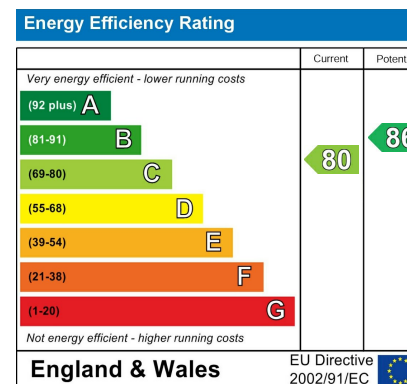 Energy Efficiency Rating
Current Potent
Very energy efficient - lower running costs
(92 plus) A
(81-91) B
86
(69-80) C
80
(55-68) D
(39-54) E
(21-38) F
(1-20) G
Not energy efficient - higher running costs
England & Wales
EU Directive
2002/91/EC